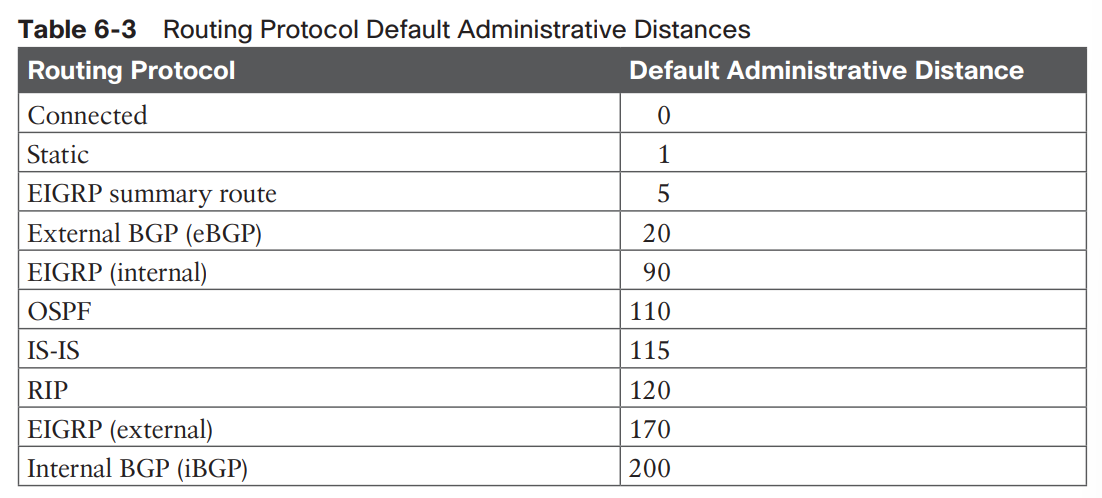 Table 6-3 Routing Protocol Default Administrative Distances
Routing Protocol Default Administrative Distance
Connected 0
Static 1
EIGRP summary route 5
External BGP (eBGP) 20
EIGRP (internal) 90
OSPF 110
IS-IS 115
RIP 120
EIGRP (external) 170
Internal BGP (iBGP) 200